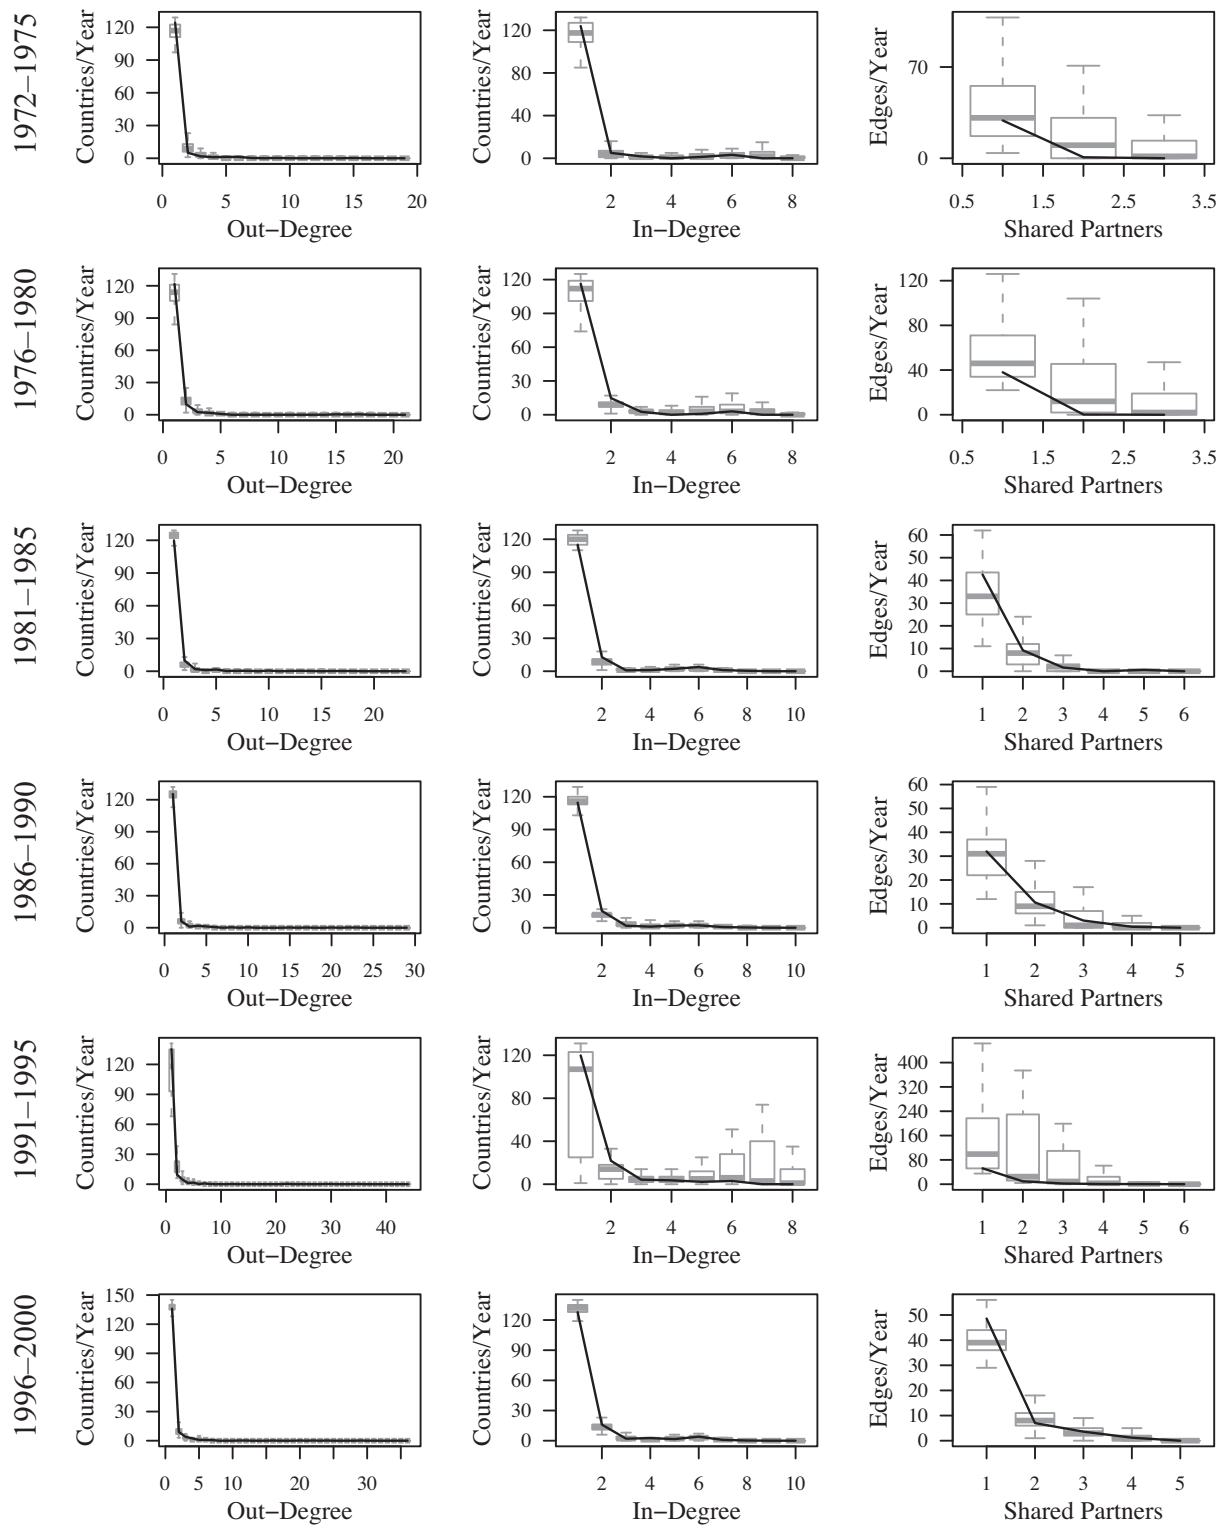 1972–1975
Countries/Year
120
90
60
30
0
0 5 10 15 20
Out−Degree
Countries/Year
120
80
40
0
2 4 6 8
In−Degree
Edges/Year
70
0
0.5 1.5 2.5 3.5
Shared Partners
1976–1980
Countries/Year
120
90
60
30
0
0 5 10 15 20
Out−Degree
Countries/Year
120
90
60
30
0
2 4 6 8
In−Degree
Edges/Year
120
80
40
0
0.5 1.5 2.5 3.5
Shared Partners
1981–1985
Countries/Year
120
90
60
30
0
0 5 10 15 20
Out−Degree
Countries/Year
120
90
60
30
0
2 4 6 8 10
In−Degree
Edges/Year
60
50
40
30
20
10
0
1 2 3 4 5 6
Shared Partners
1986–1990
Countries/Year
120
90
60
30
0
0 5 10 15 20 25 30
Out−Degree
Countries/Year
120
90
60
30
0
2 4 6 8 10
In−Degree
Edges/Year
60
50
40
30
20
10
0
1 2 3 4 5
Shared Partners
1991–1995
Countries/Year
120
90
60
30
0
0 10 20 30 40
Out−Degree
Countries/Year
120
80
40
0
2 4 6 8
In−Degree
Edges/Year
400
320
240
160
80
0
1 2 3 4 5 6
Shared Partners
1996–2000
Countries/Year
150
120
90
60
30
0
0 5 10 20 30
Out−Degree
Countries/Year
120
90
60
30
0
2 4 6 8 10
In−Degree
Edges/Year
50
40
30
20
10
0
1 2 3 4 5
Shared Partners